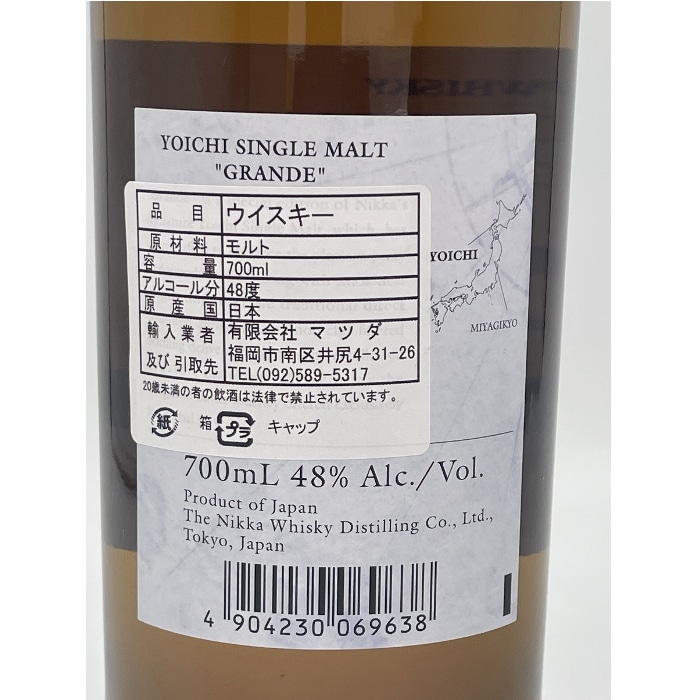 WHISKY
YOICHI SINGLE MALT
"GRANDE"
of Nikka's
品目 ウイスキー
原材料 モルト
容量 700ml
アルコール分 48度
原産国 日本
輸入業者及び引取先 有限会社 マツダ
福岡市南区井尻4-31-26
TEL(092)589-5317
20歳未満の者の飲酒は法律で禁止されています。
紙 箱 プラ キャップ
YOICHI
MIYAGIKYO
700mL 48% Alc./Vol.
Product of Japan
The Nikka Whisky Distilling Co., Ltd.,
Tokyo, Japan
4 904230 069638